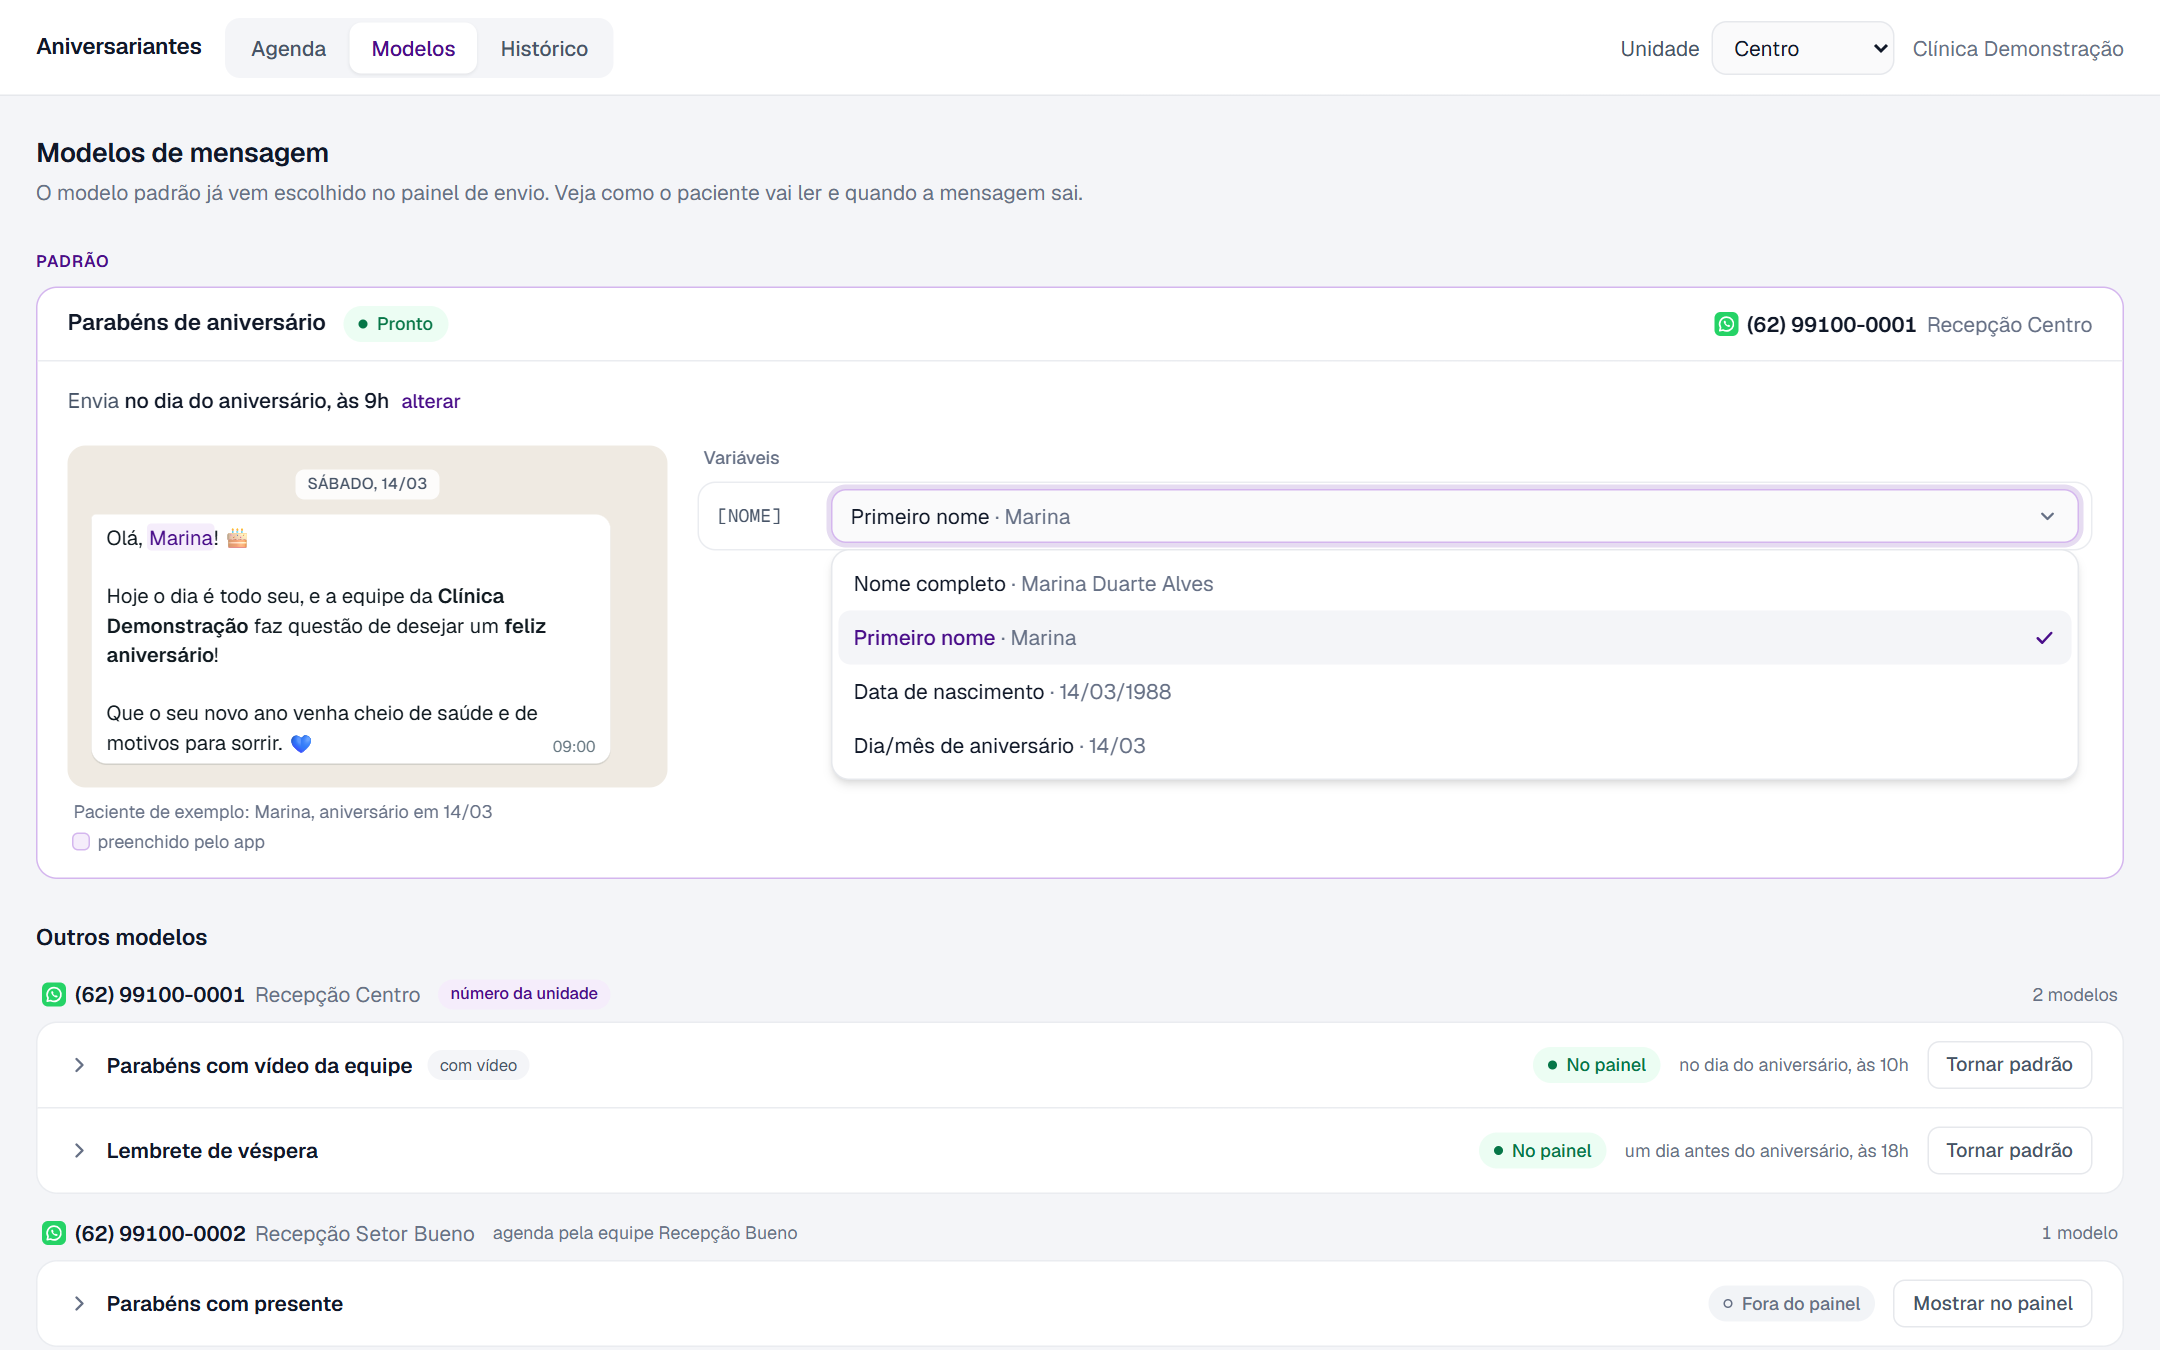 Aniversariantes
Agenda
Modelos
Histórico
Unidade
Centro
Clínica Demonstração
Modelos de mensagem
O modelo padrão já vem escolhido no painel de envio. Veja como o paciente vai ler e quando a mensagem sai.
PADRÃO
Parabéns de aniversário
Pronto
(62) 99100-0001 Recepção Centro
Envia no dia do aniversário, às 9h alterar
SÁBADO, 14/03
Olá, Marina! 🎂
Hoje o dia é todo seu, e a equipe da Clínica
Demonstração faz questão de desejar um feliz
aniversário!
Que o seu novo ano venha cheio de saúde e de
motivos para sorrir. 💙
09:00
Paciente de exemplo: Marina, aniversário em 14/03
preenchido pelo app
Variáveis
[NOME]
Primeiro nome · Marina
Nome completo · Marina Duarte Alves
Primeiro nome · Marina
Data de nascimento · 14/03/1988
Dia/mês de aniversário · 14/03
Outros modelos
(62) 99100-0001 Recepção Centro
número da unidade
2 modelos
Parabéns com vídeo da equipe
com vídeo
No painel
no dia do aniversário, às 10h
Tornar padrão
Lembrete de véspera
No painel
um dia antes do aniversário, às 18h
Tornar padrão
(62) 99100-0002 Recepção Setor Bueno
agenda pela equipe Recepção Bueno
1 modelo
Parabéns com presente
Fora do painel
Mostrar no painel